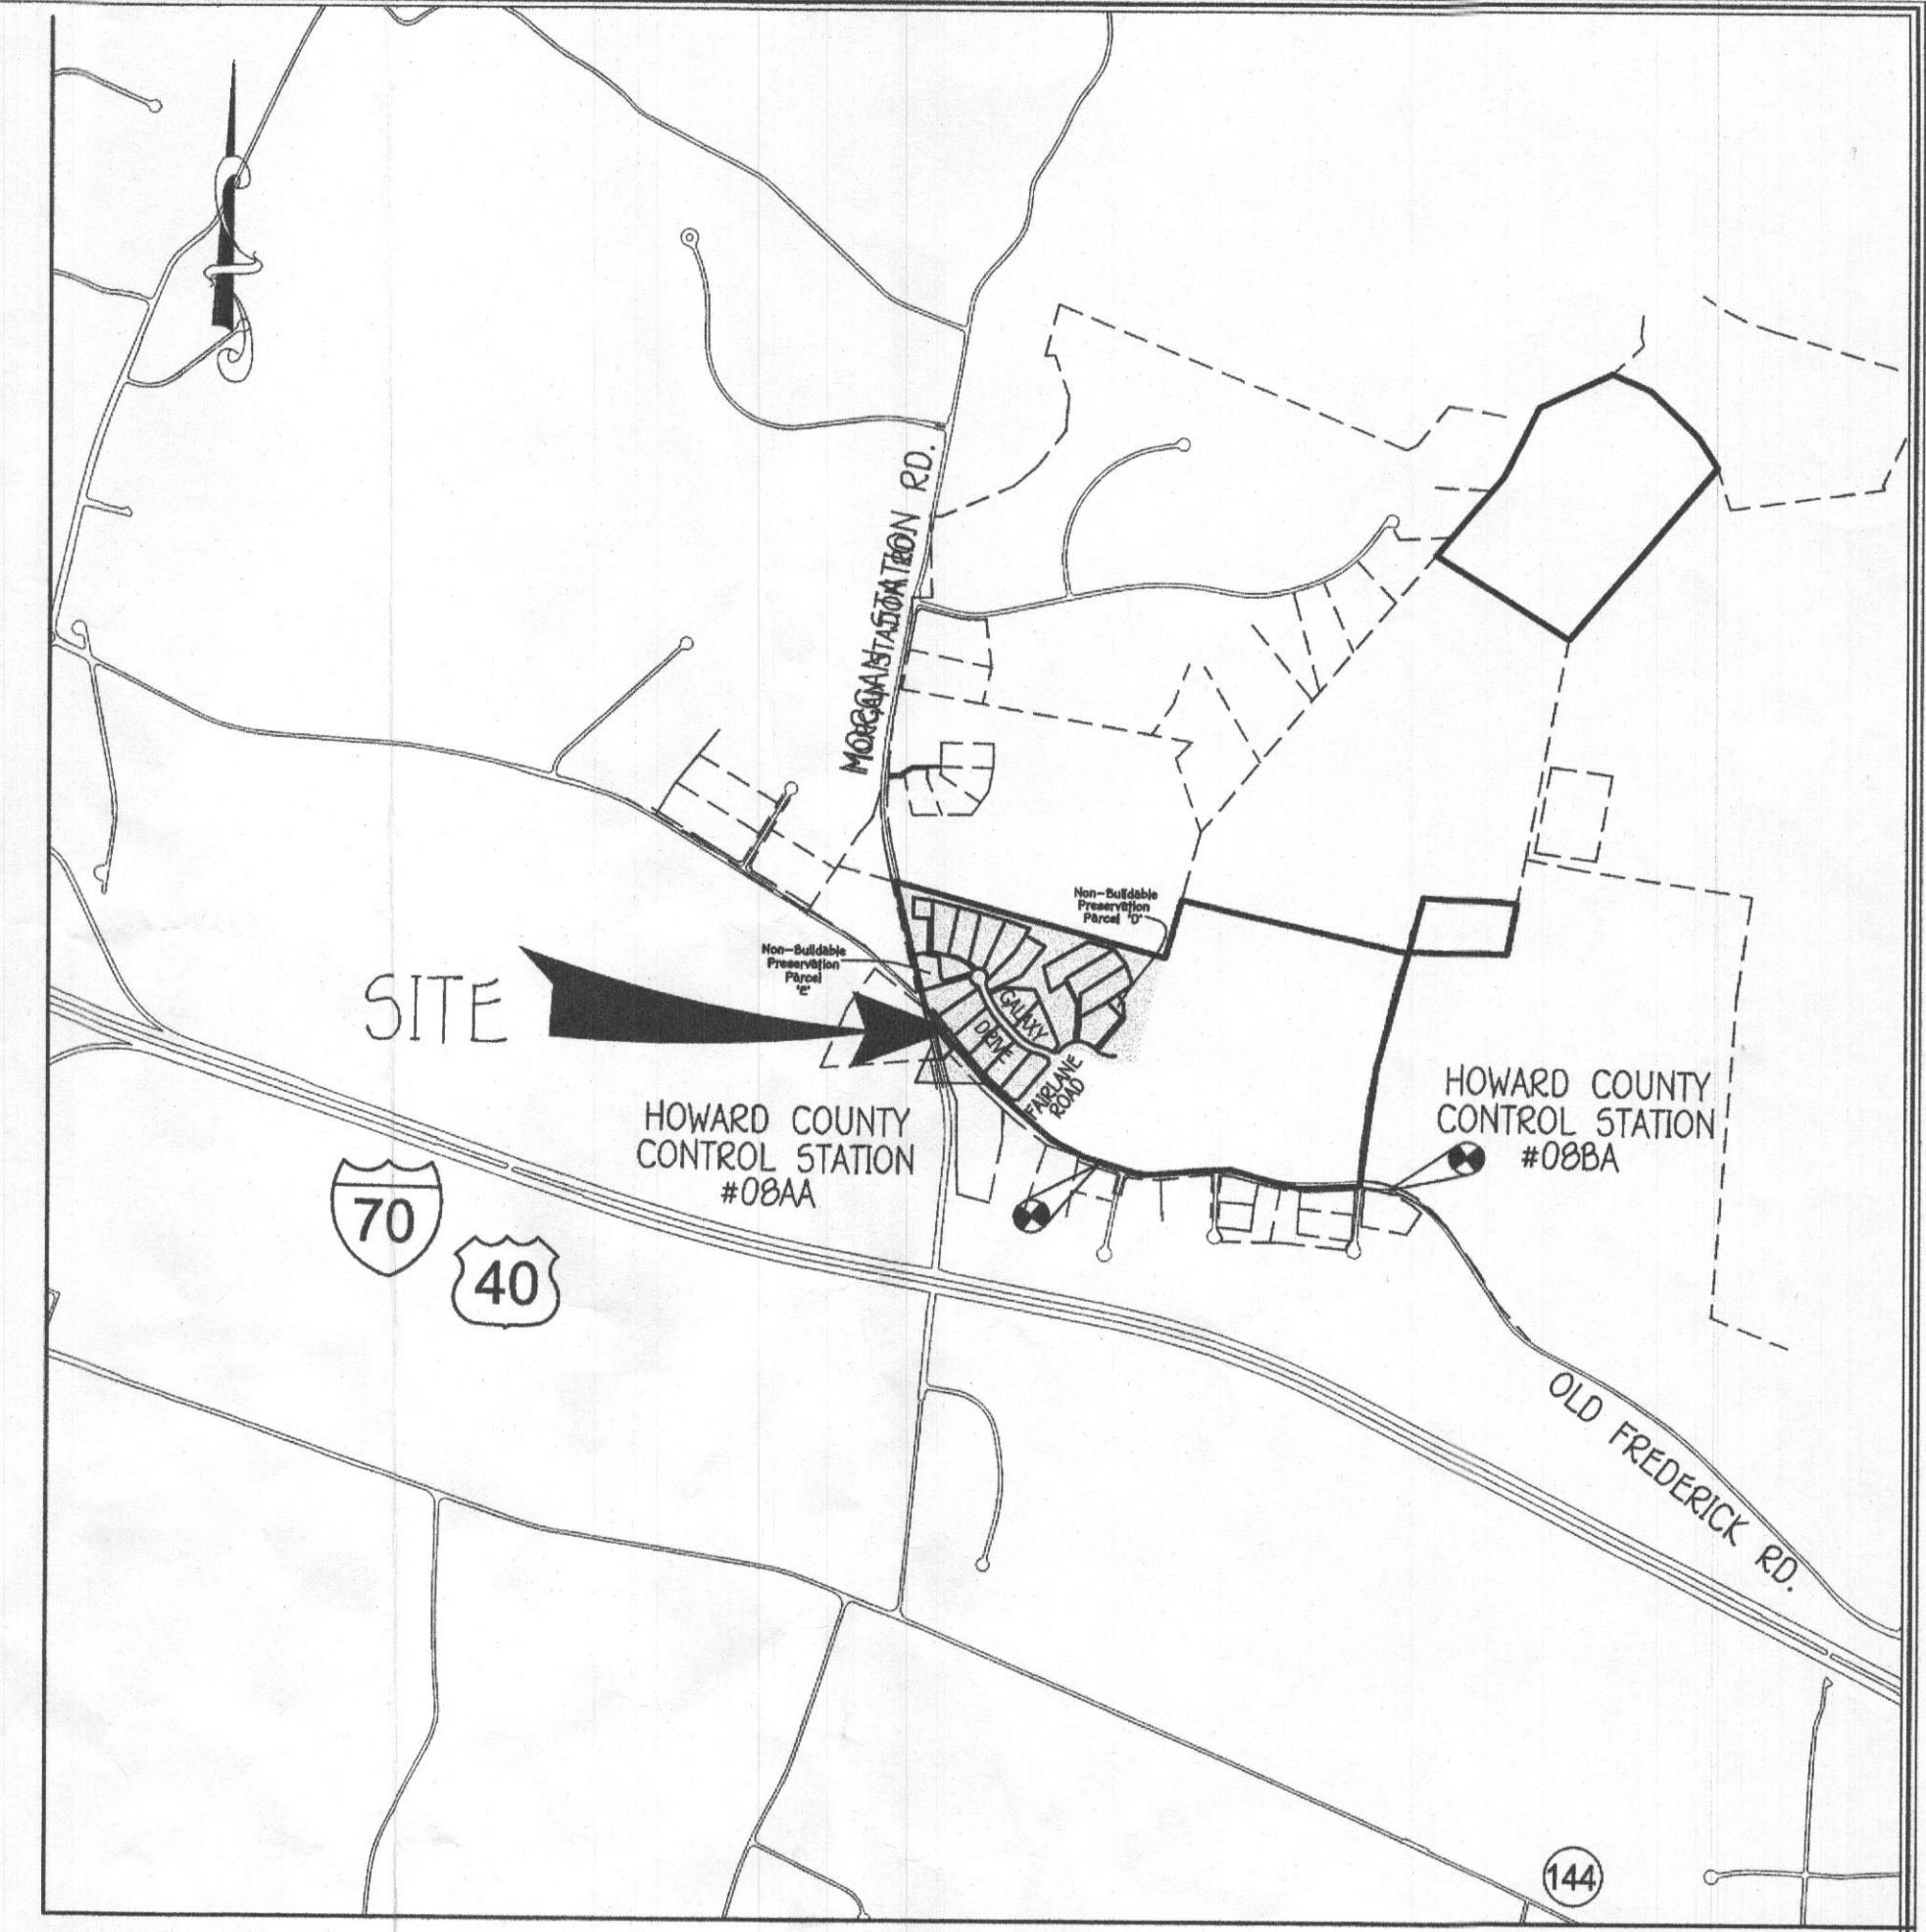 MORGAN STATION RD.
Non-Buildable
Preservation
Parcel 'D'
Non-Buildable
Preservation
Parcel
'E'
SITE
GALAXY
DRIVE
FAIRLANE
ROAD
HOWARD COUNTY
CONTROL STATION
#08AA
HOWARD COUNTY
CONTROL STATION
#08BA
70
40
OLD FREDERICK RD.
144